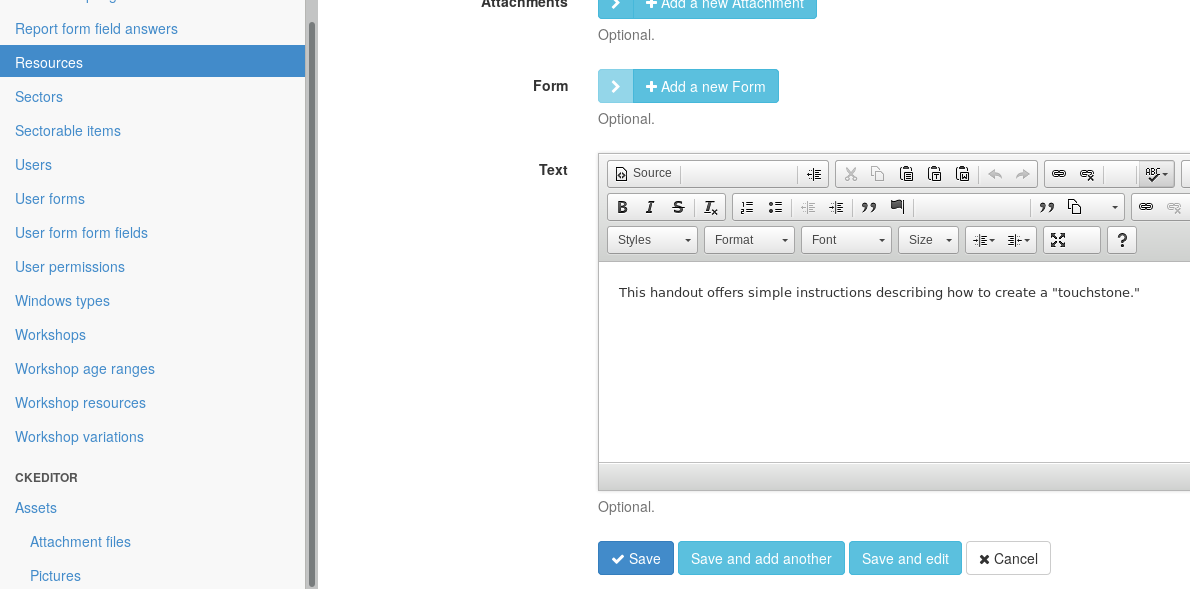 Report form field answers
Resources
Sectors
Sectorable items
Users
User forms
User form form fields
User permissions
Windows types
Workshops
Workshop age ranges
Workshop resources
Workshop variations
CKEDITOR
Assets
Attachment files
Pictures
Attachments
Add a new Attachment
Optional.
Form
Add a new Form
Optional.
Text
Source
ABC
B I S Tx
Styles Format Font Size ?
This handout offers simple instructions describing how to create a "touchstone."
Optional.
Save Save and add another Save and edit Cancel